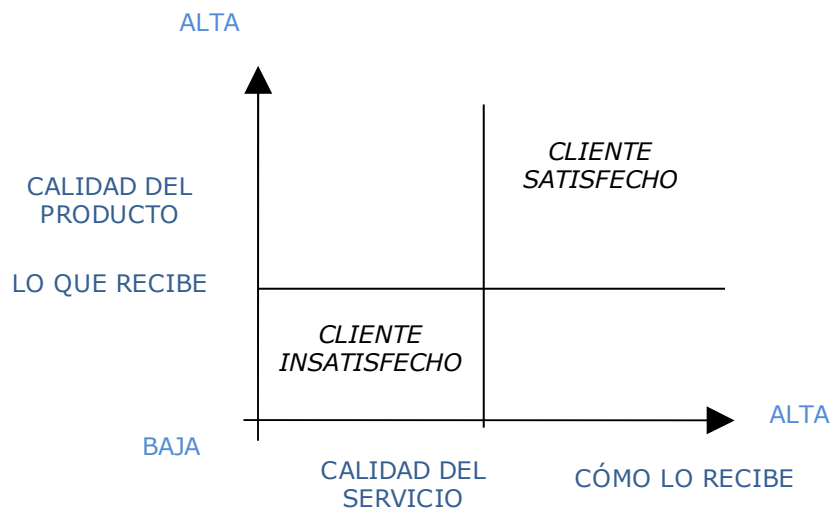 ALTA
CLIENTE
SATISFECHO
CALIDAD DEL
PRODUCTO
LO QUE RECIBE
CLIENTE
INSATISFECHO
ALTA
BAJA
CALIDAD DEL
SERVICIO
CÓMO LO RECIBE